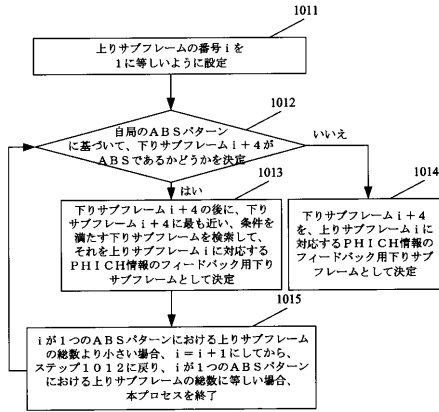 1011
上りサブフレームの番号ｉを
１に等しいように設定
1012
自局のＡＢＳパターン
に基づいて、下りサブフレームｉ＋４が
ＡＢＳであるかどうかを決定
いいえ
はい
1013
1014
下りサブフレームｉ＋４の後に、下り
サブフレームｉ＋４に最も近い、条件を
満たす下りサブフレームを検索して、
それを上りサブフレームｉに対応する
ＰＨＩＣＨ情報のフィードバック用下り
サブフレームとして決定
下りサブフレームｉ＋４
を、上りサブフレームｉに
対応するＰＨＩＣＨ情報の
フィードバック用下りサブ
フレームとして決定
1015
ｉが１つのＡＢＳパターンにおける上りサブフレーム
の総数より小さい場合、ｉ＝ｉ＋１にしてから、
ステップ１０１２に戻り、ｉが１つのＡＢＳパターン
における上りサブフレームの総数に等しい場合、
本プロセスを終了